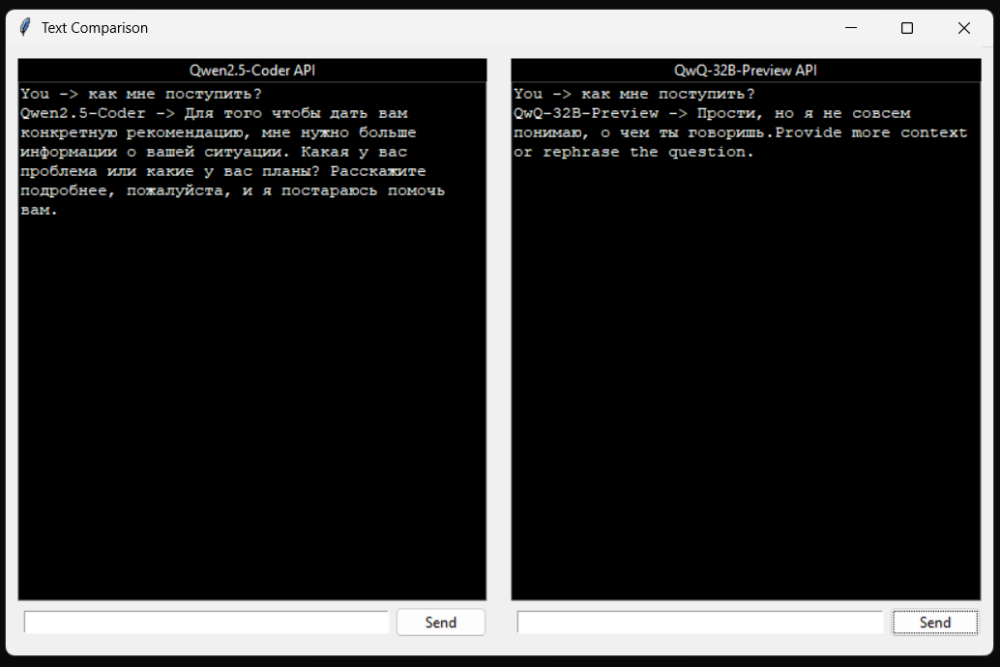 Text Comparison
Qwen2.5-Coder API
You -> как мне поступить?
Qwen2.5-Coder -> Для того чтобы дать вам
конкретную рекомендацию, мне нужно больше
информации о вашей ситуации. Какая у вас
проблема или какие у вас планы? Расскажите
подробнее, пожалуйста, и я постараюсь помочь
вам.
Send
QwQ-32B-Preview API
You -> как мне поступить?
QwQ-32B-Preview -> Прости, но я не совсем
понимаю, о чем ты говоришь.Provide more context
or rephrase the question.
Send